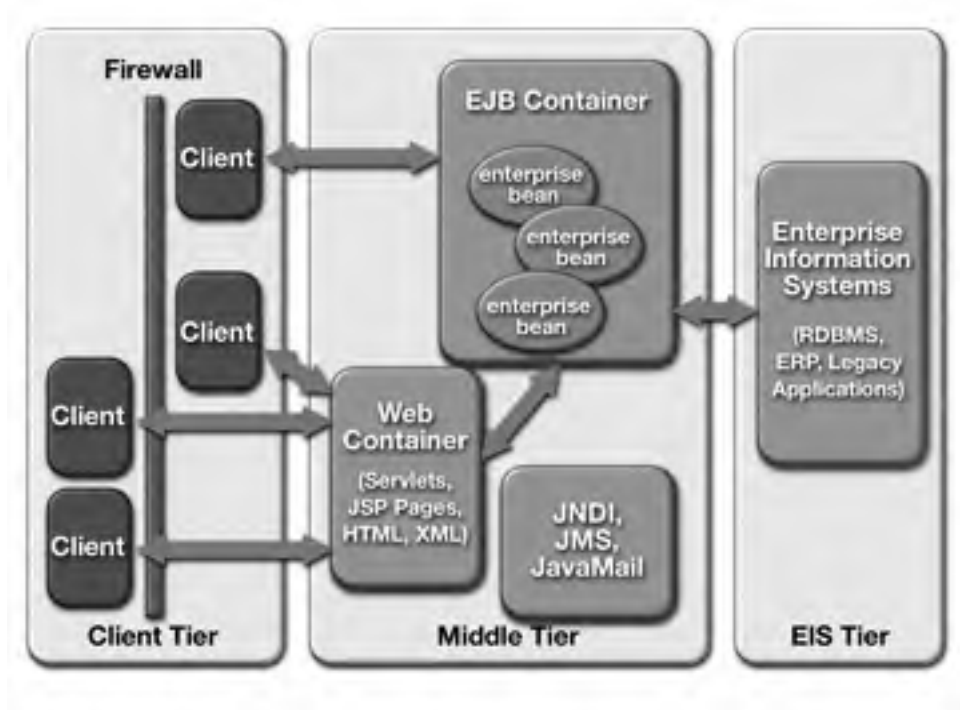 Firewall
Client
Client
Client
Client
Client Tier
EJB Container
enterprise
bean
enterprise
bean
enterprise
bean
Web
Container
(Servlets,
JSP Pages,
HTML, XML)
JNDI,
JMS,
JavaMail
Middle Tier
Enterprise
Information
Systems
(RDBMS,
ERP, Legacy
Applications)
EIS Tier